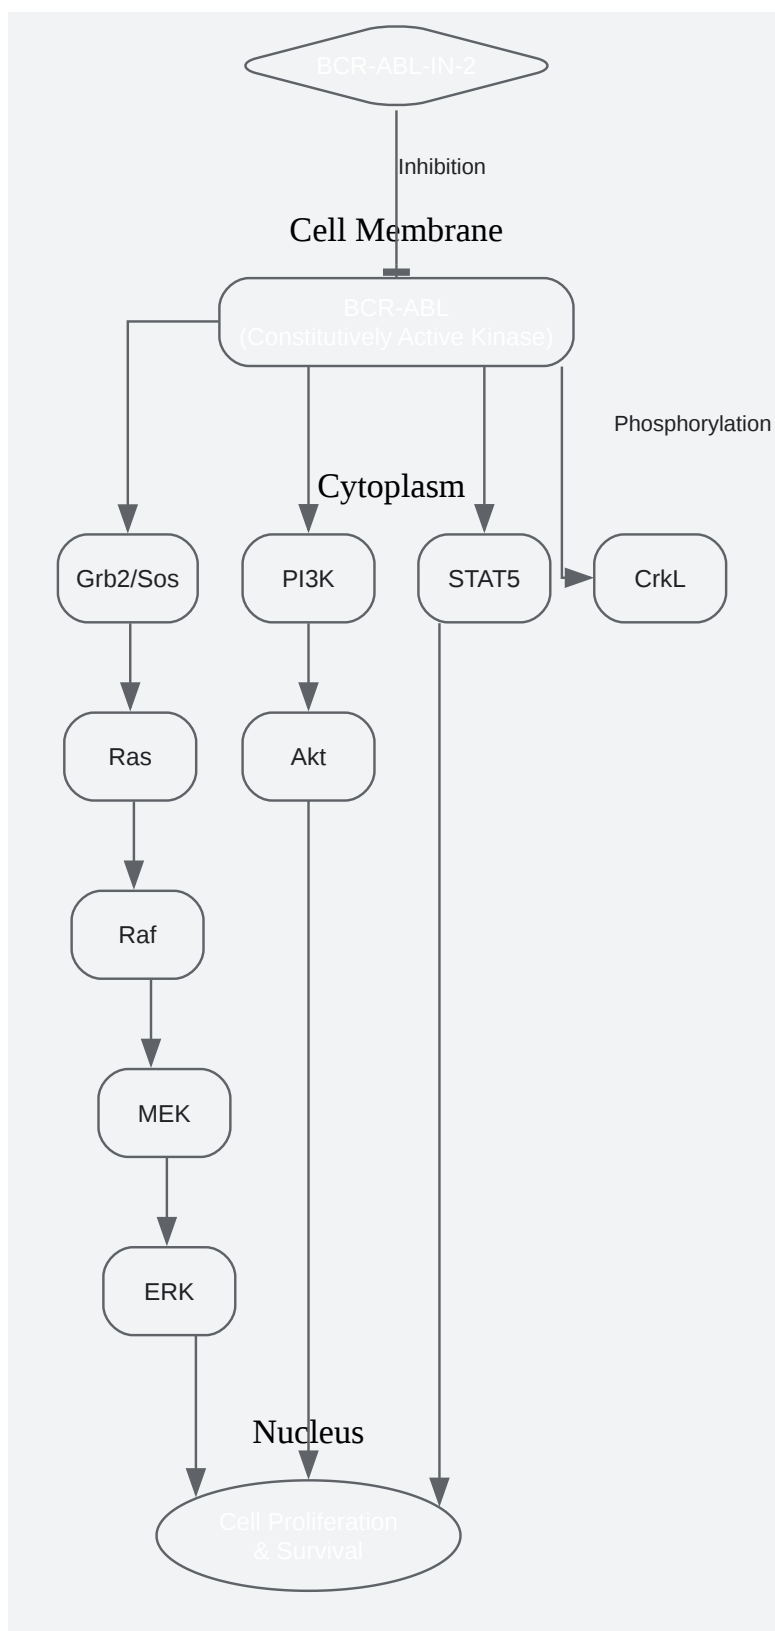 BCR-ABL-IN-2
Inhibition
Cell Membrane
BCR-ABL
(Constitutively Active Kinase)
Phosphorylation
Cytoplasm
Grb2/Sos
PI3K
STAT5
CrkL
Ras
Akt
Raf
MEK
ERK
Nucleus
Cell Proliferation
& Survival